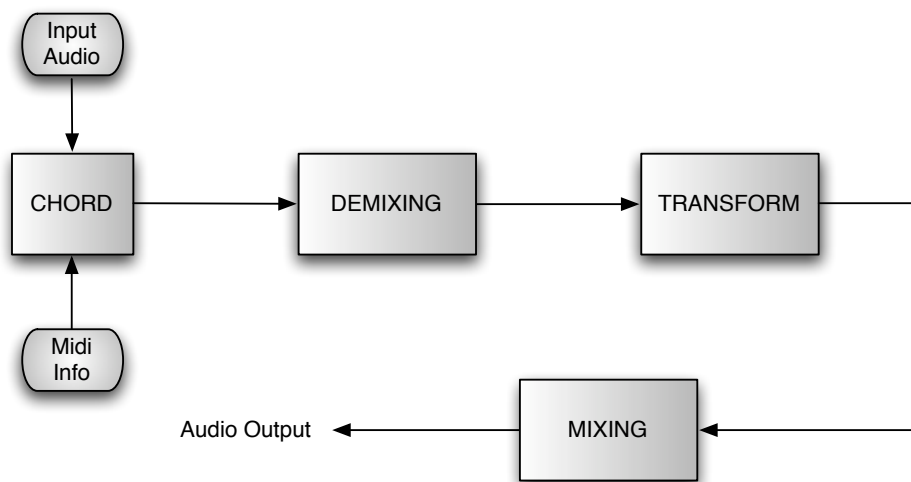 Input
Audio
CHORD
DEMIXING
TRANSFORM
Midi
Info
Audio Output
MIXING